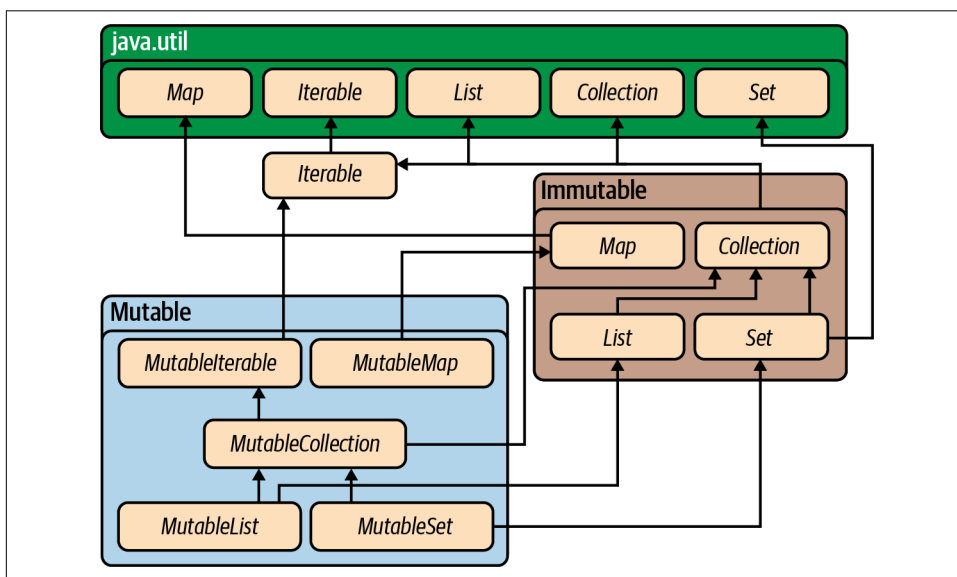 java.util
Map
Iterable
List
Collection
Set
Iterable
Immutable
Map
Collection
List
Set
Mutable
MutableIterable
MutableMap
MutableCollection
MutableList
MutableSet